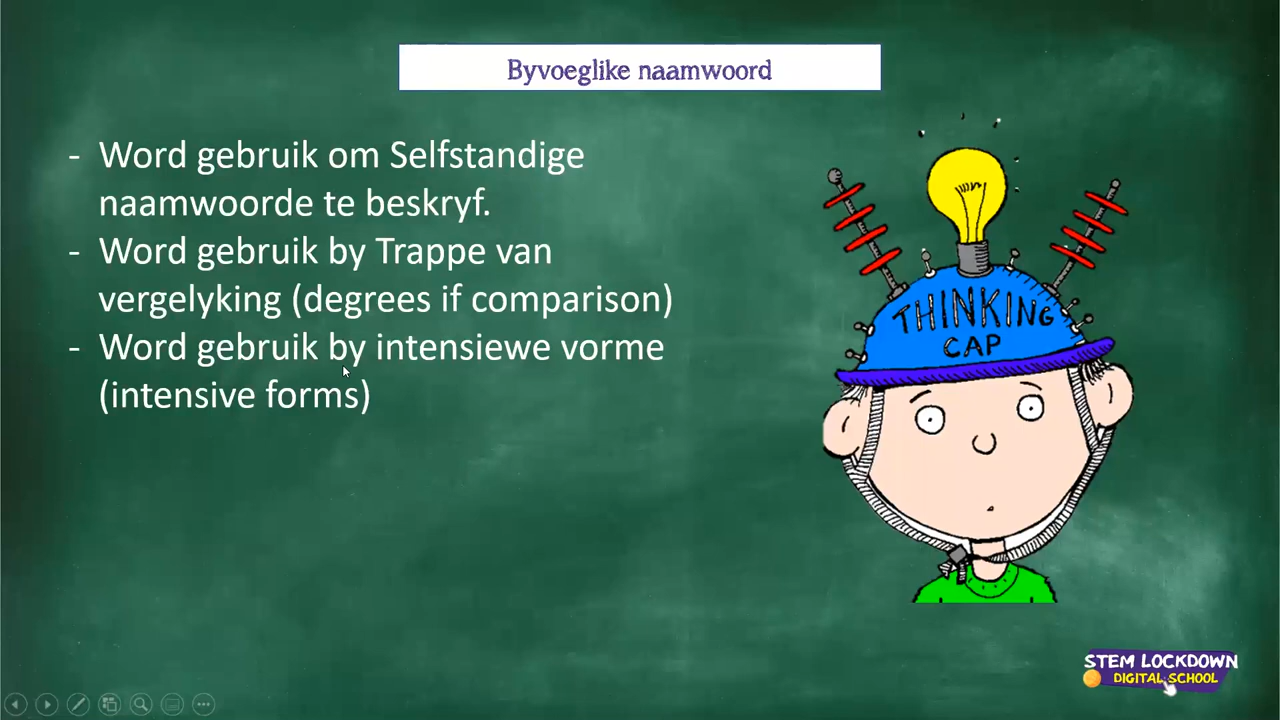 Byvoeglike naamwoord
- Word gebruik om Selfstandige
naamwoorde te beskryf.
- Word gebruik by Trappe van
vergelyking (degrees if comparison)
- Word gebruik by intensiewe vorme
(intensive forms)
THINKING
CAP
STEM LOCKDOWN
DIGITAL SCHOOL